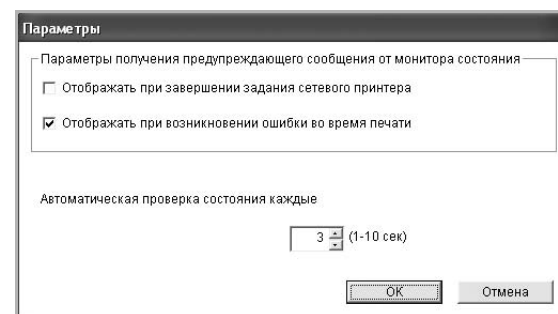 Параметры
Параметры получения предупреждающего сообщения от монитора состояния
Отображать при завершении задания сетевого принтера
Отображать при возникновении ошибки во время печати
Автоматическая проверка состояния каждые
3 (1-10 сек)
OK Отмена